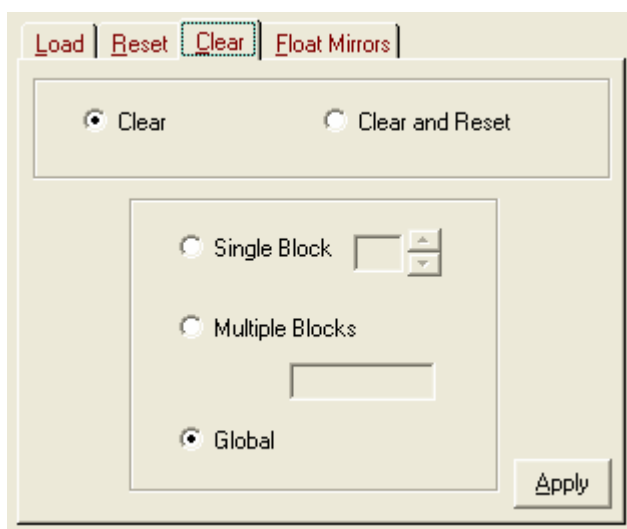 Load Reset Clear Float Mirrors
Clear Clear and Reset
Single Block
Multiple Blocks
Global
Apply